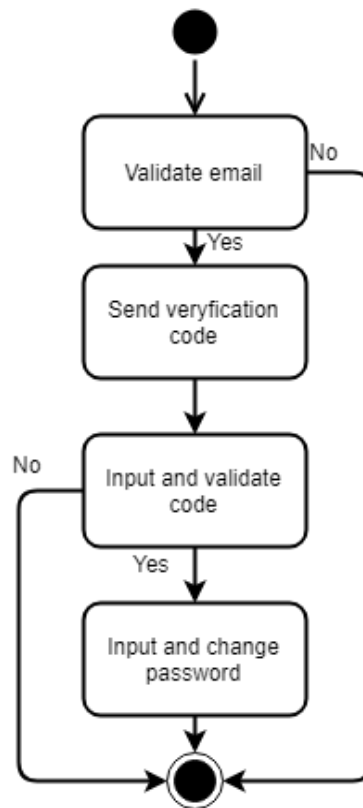 Validate email
No
Yes
Send veryfication
code
No
Input and validate
code
Yes
Input and change
password